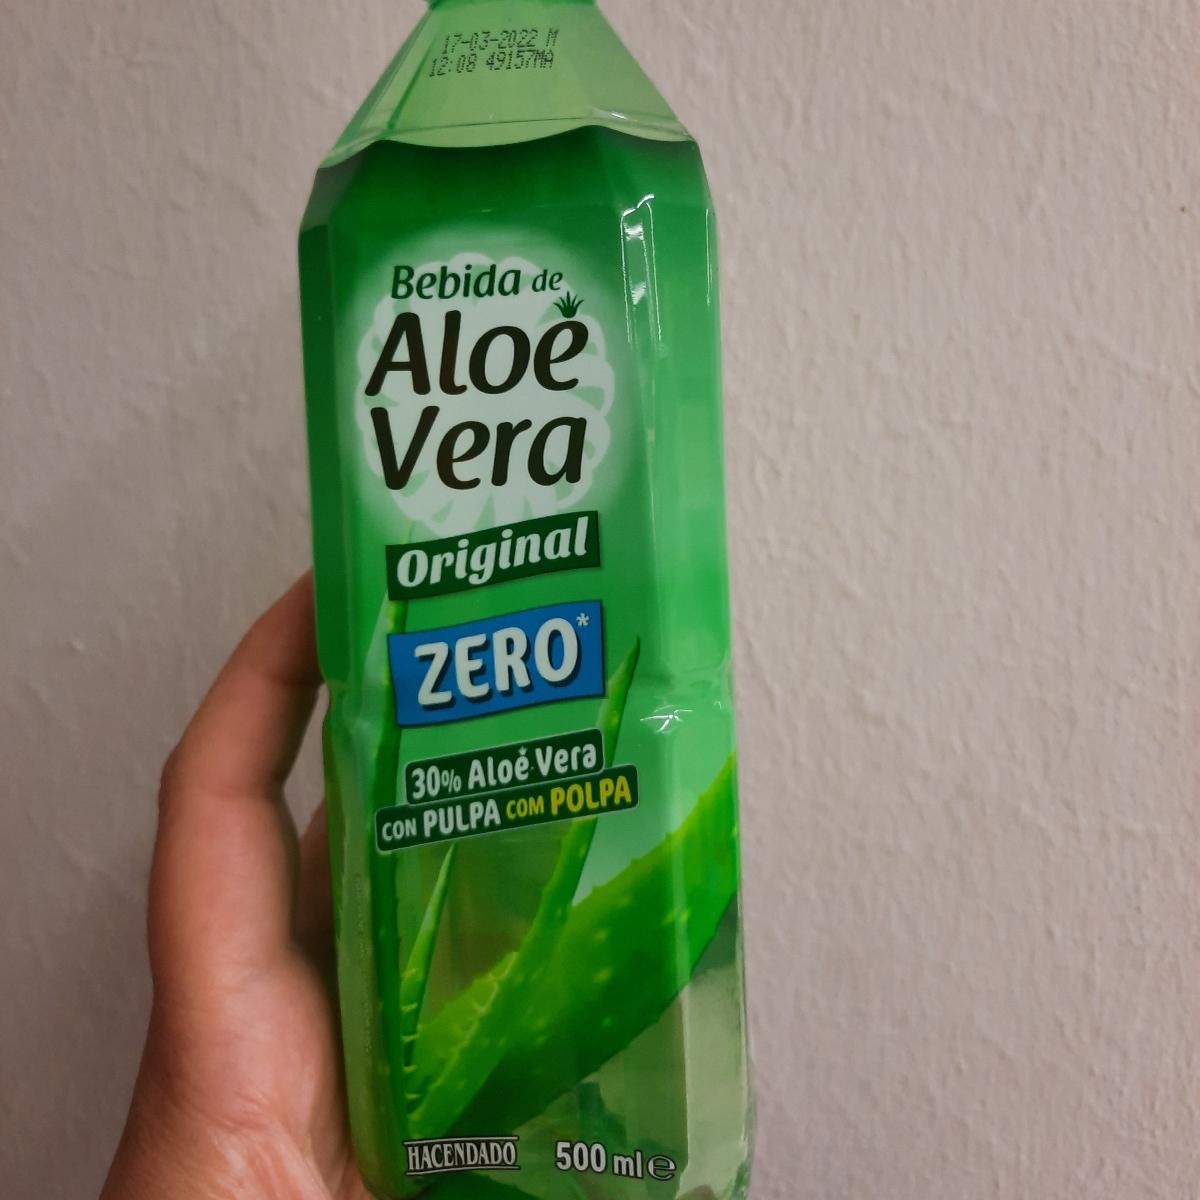 17-03-2022 M
12:08 49157MA
Bebida de
Aloe
Vera
Original
ZERO*
30% Aloe Vera
CON PULPA COM POLPA
HACENDADO 500 ml e